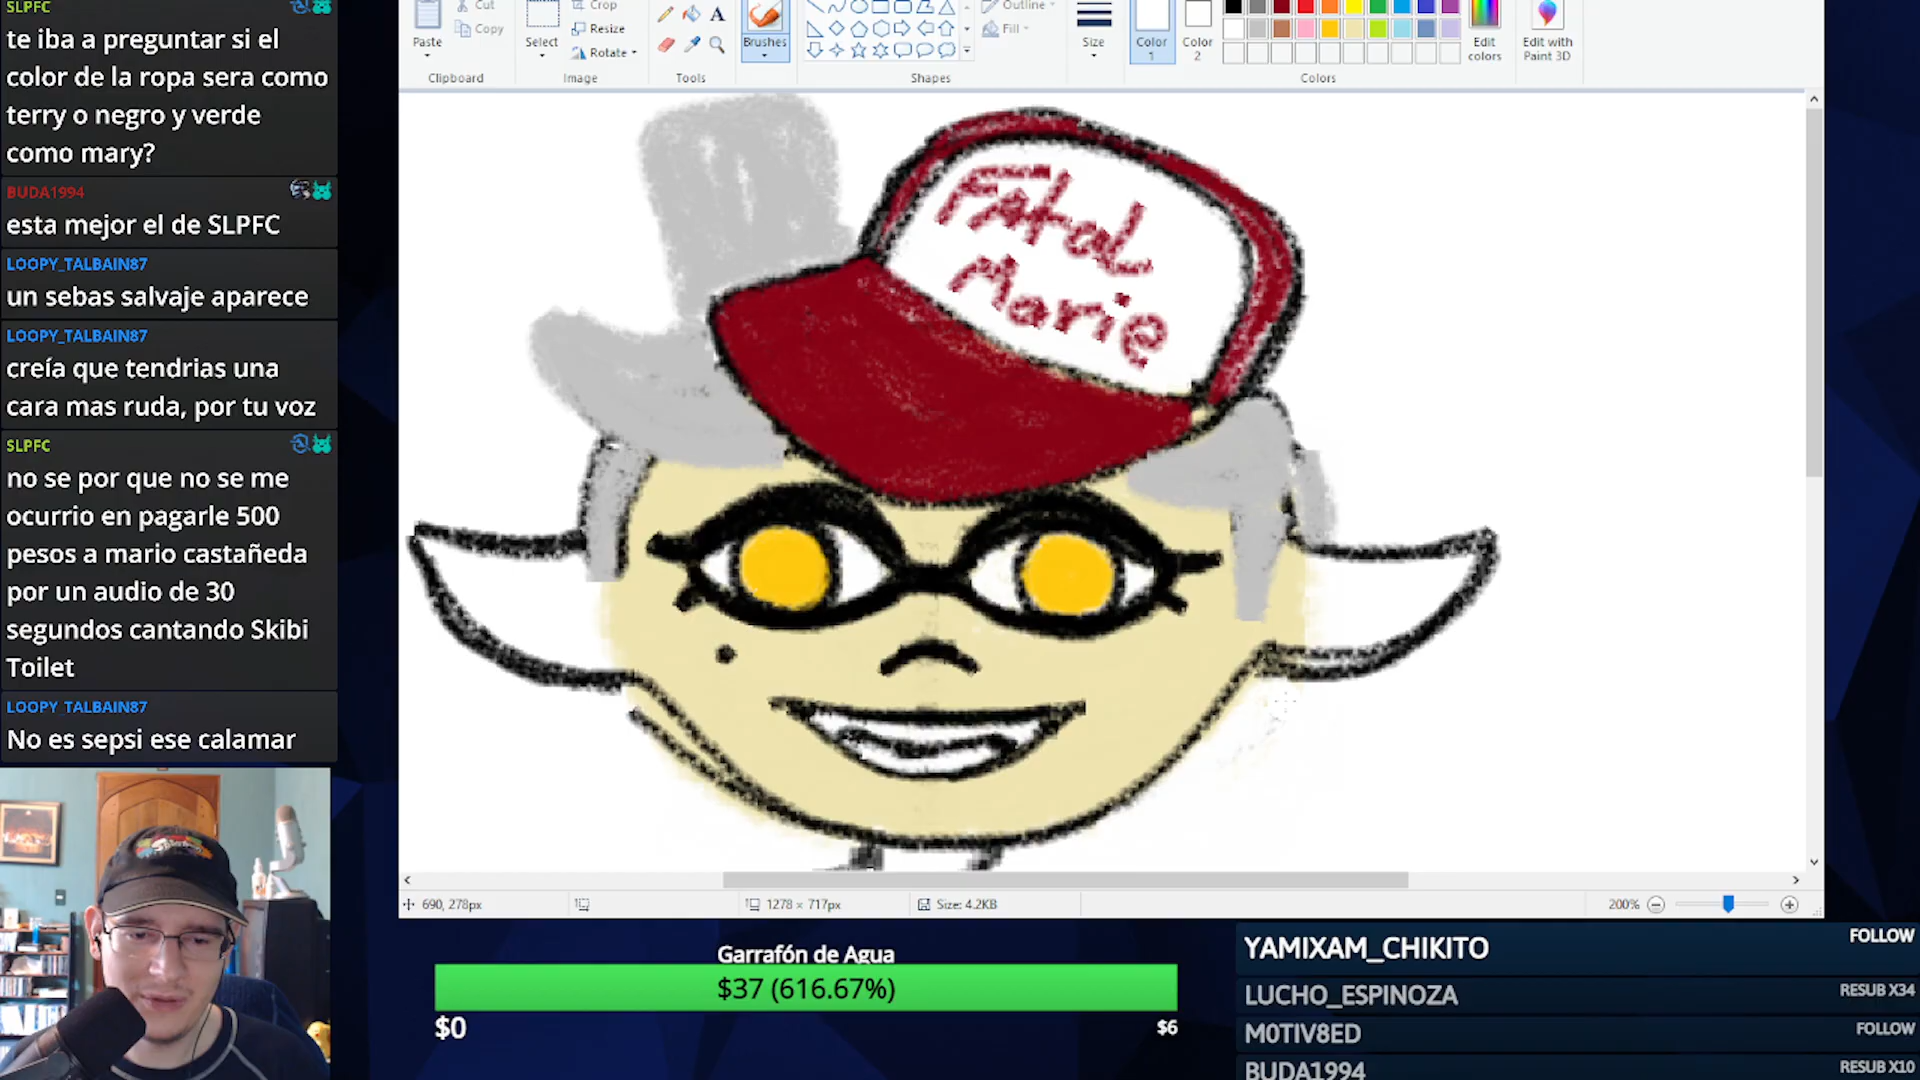 SLPFC
te iba a preguntar si el
color de la ropa sera como
terry o negro y verde
como mary?
BUDA1994
esta mejor el de SLPFC
LOOPY_TALBAIN87
un sebas salvaje aparece
LOOPY_TALBAIN87
creía que tendrias una
cara mas ruda, por tu voz
SLPFC
no se por que no se me
ocurrio en pagarle 500
pesos a mario castañeda
por un audio de 30
segundos cantando Skibi
Toilet
LOOPY TALBAIN87
No es sepsi ese calamar
Paste
Cut
Copy
Clipboard
Select
Crop
Resize
Rotate
Image
A
Tools
Brushes
Shapes
Outline
Fill
Size
Color
1
Color
2
Colors
Edit
colors
Edit with
Paint 3D
Fatal
Marie
690, 278px
1278 × 717px
Size: 4.2KB
200%
Garrafón de Agua
$37 (616.67%)
$0
$6
YAMIXAM_CHIKITO
FOLLOW
LUCHO_ESPINOZA
RESUB X34
M0TIV8ED
FOLLOW
BUDA1994
RESUB X10